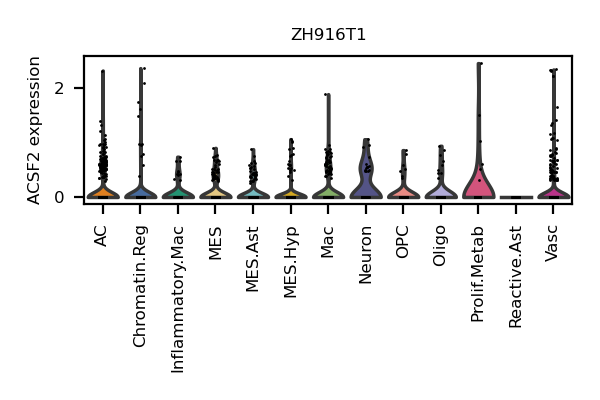 ZH916T1
ACSF2 expression
2
0
AC
Chromatin.Reg
Inflammatory.Mac
MES
MES.Ast
MES.Hyp
Mac
Neuron
OPC
Oligo
Prolif.Metab
Reactive.Ast
Vasc